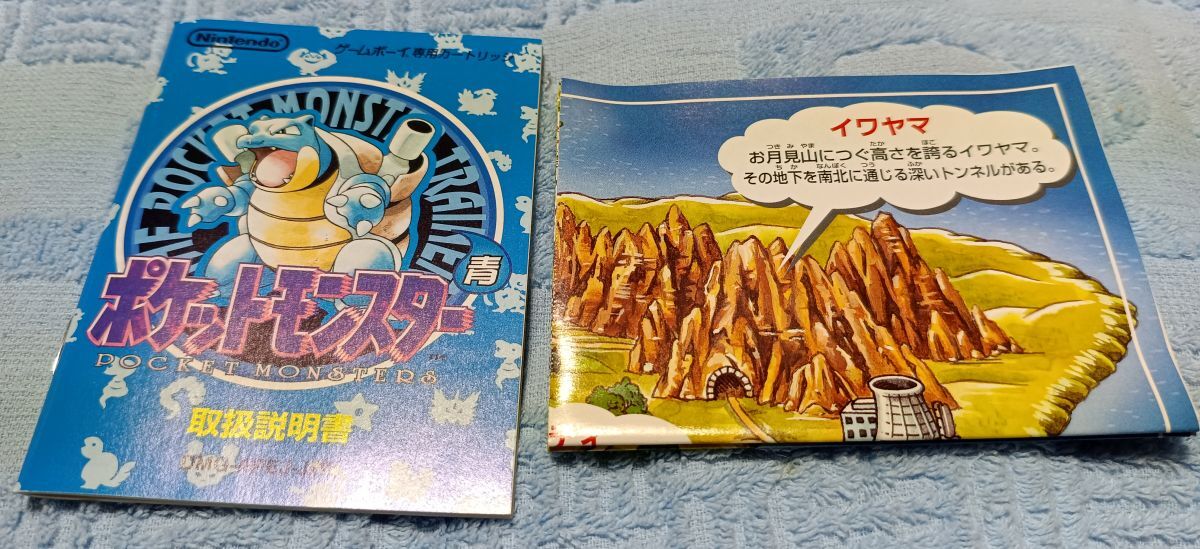 Nintendo
ゲームボーイ専用カートリッジ
OF POCKET MONSTER TRAINER
青
ポケットモンスター
POCKET MONSTERS
取扱説明書
イワヤマ
お月見山につぐ高さを誇るイワヤマ。
その地下を南北に通じる深いトンネルがある。